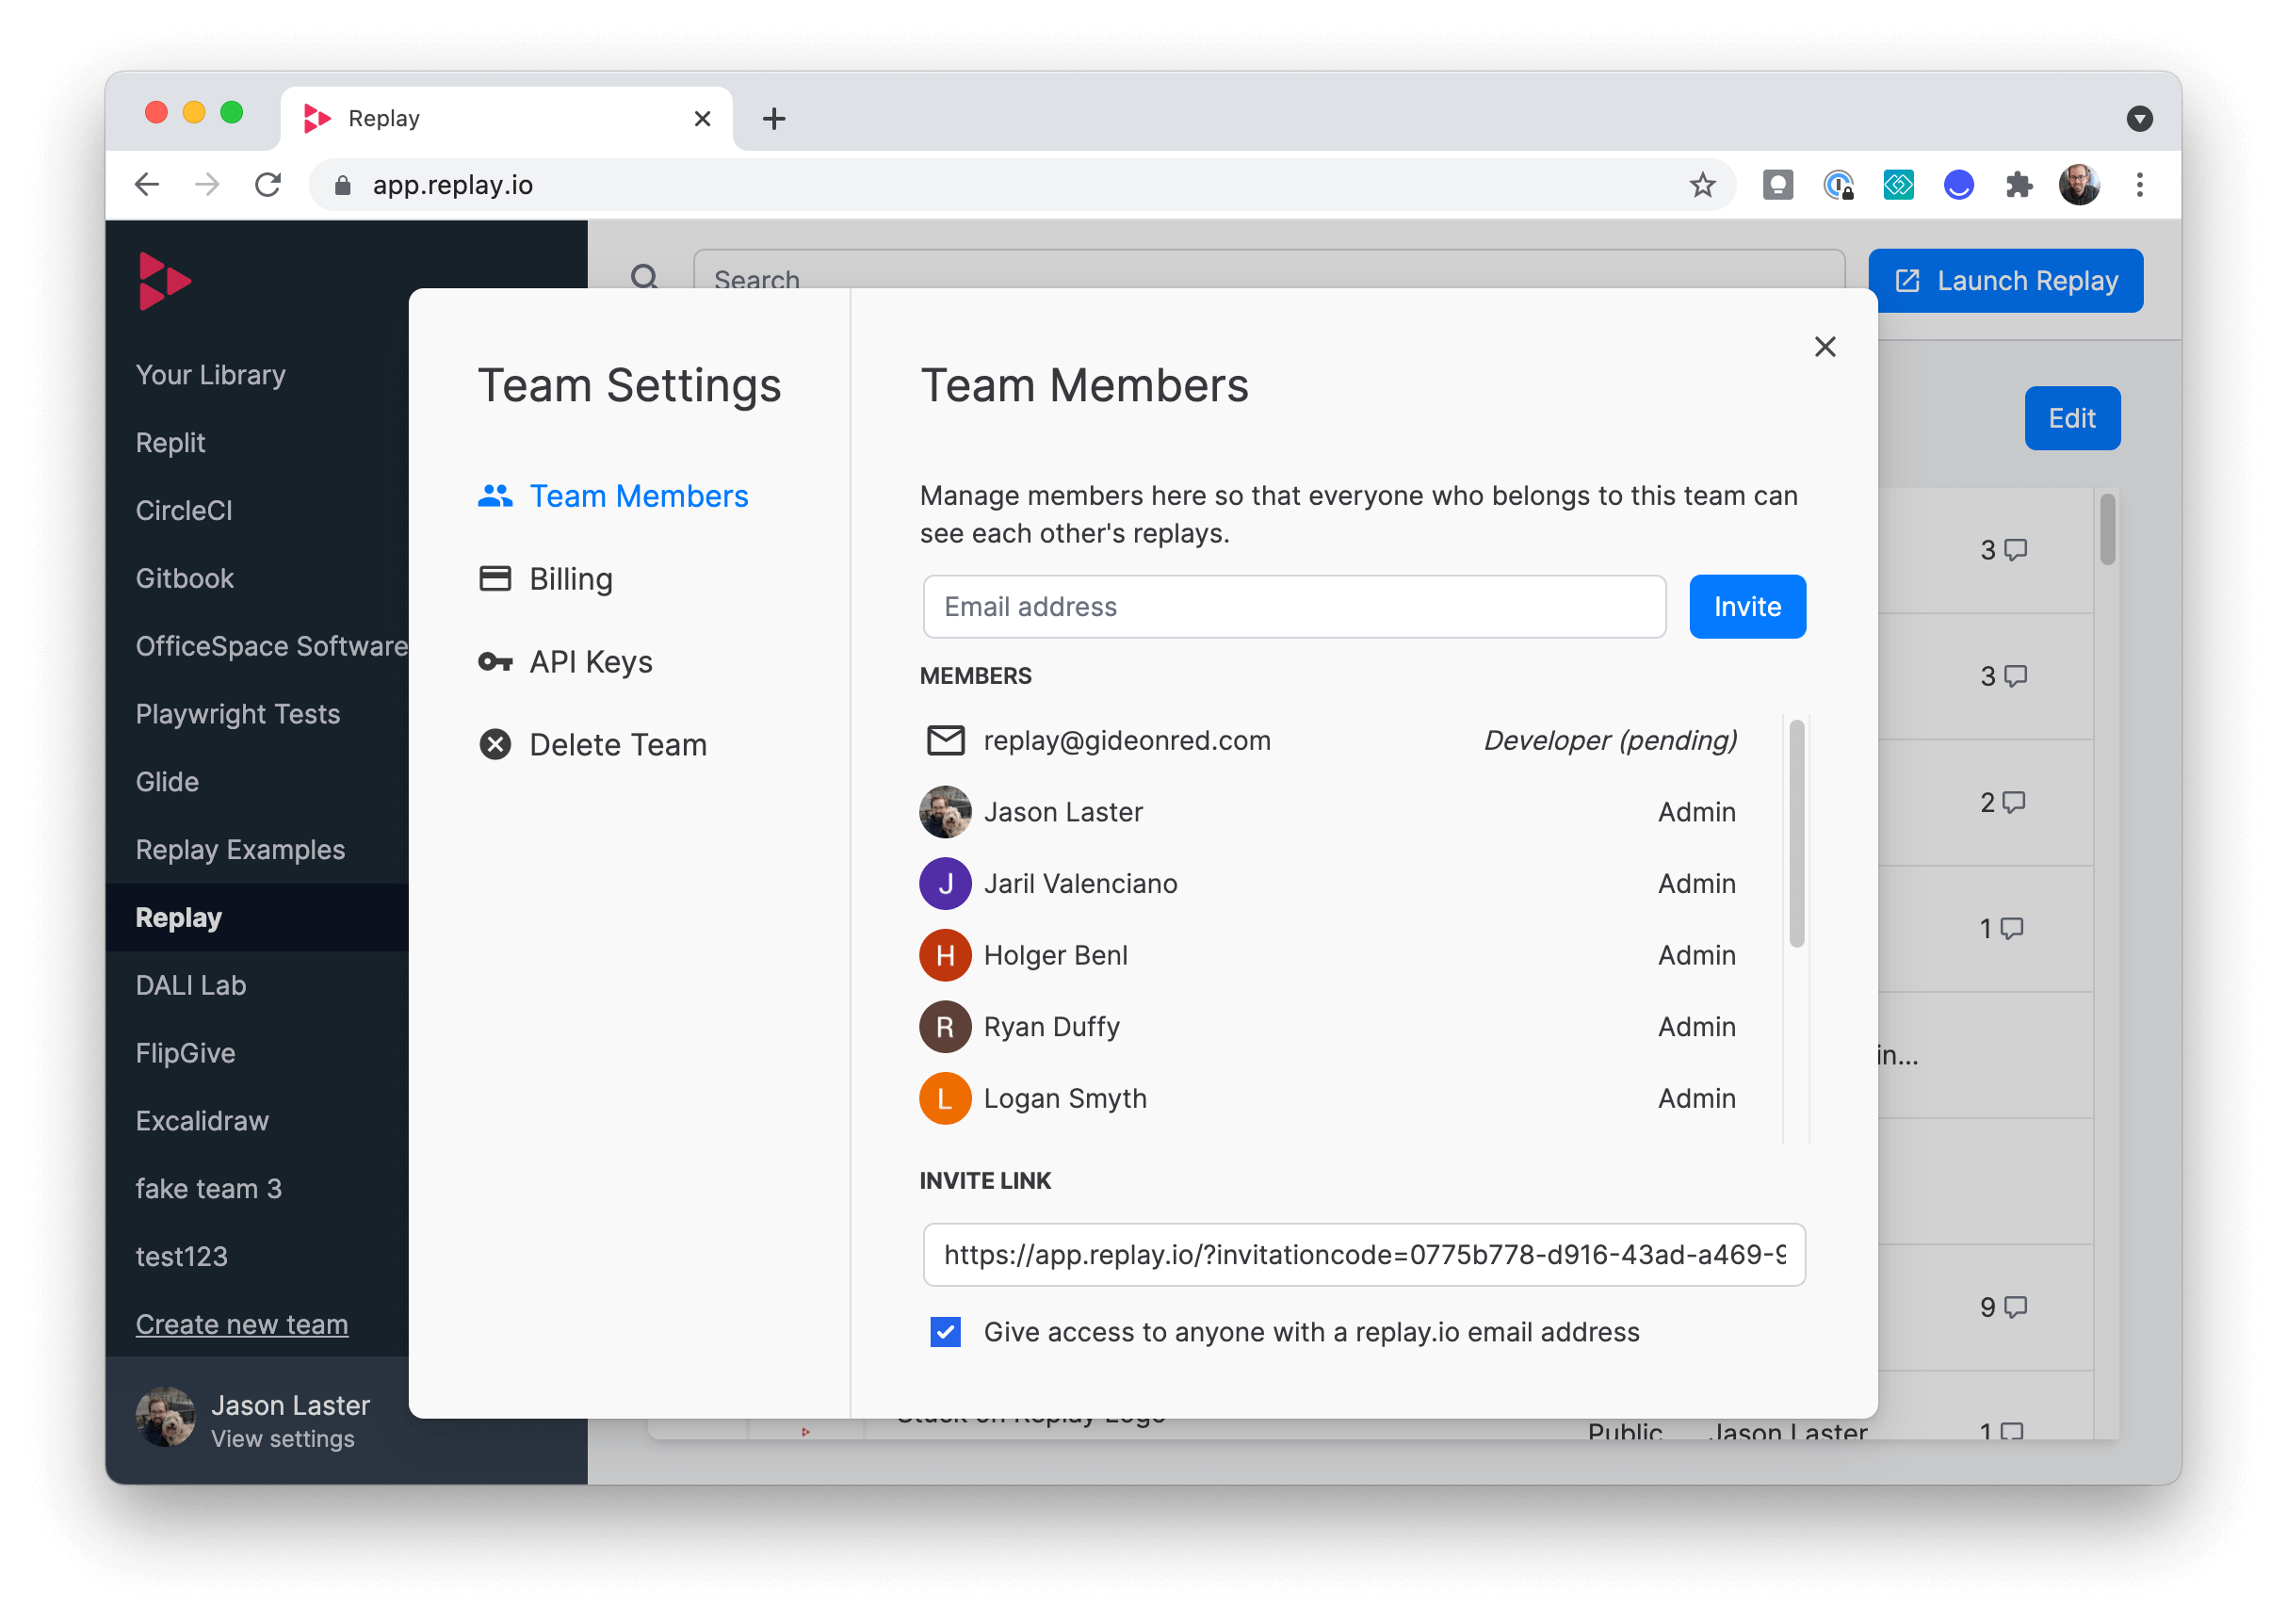 Replay
app.replay.io
Search
Launch Replay
Your Library
Replit
CircleCI
Gitbook
OfficeSpace Software
Playwright Tests
Glide
Replay Examples
Replay
DALI Lab
FlipGive
Excalidraw
fake team 3
test123
Create new team
Jason Laster
View settings
Team Settings
Team Members
Billing
API Keys
Delete Team
Team Members
Manage members here so that everyone who belongs to this team can
see each other's replays.
Email address
Invite
MEMBERS
replay@gideonred.com Developer (pending)
Jason Laster Admin
J Jaril Valenciano Admin
H Holger Benl Admin
R Ryan Duffy Admin
L Logan Smyth Admin
INVITE LINK
https://app.replay.io/?invitationcode=0775b778-d916-43ad-a469-9
Give access to anyone with a replay.io email address
Edit
3
3
2
1
in...
9
Stuck on Replay Logo
Public Jason Laster 1